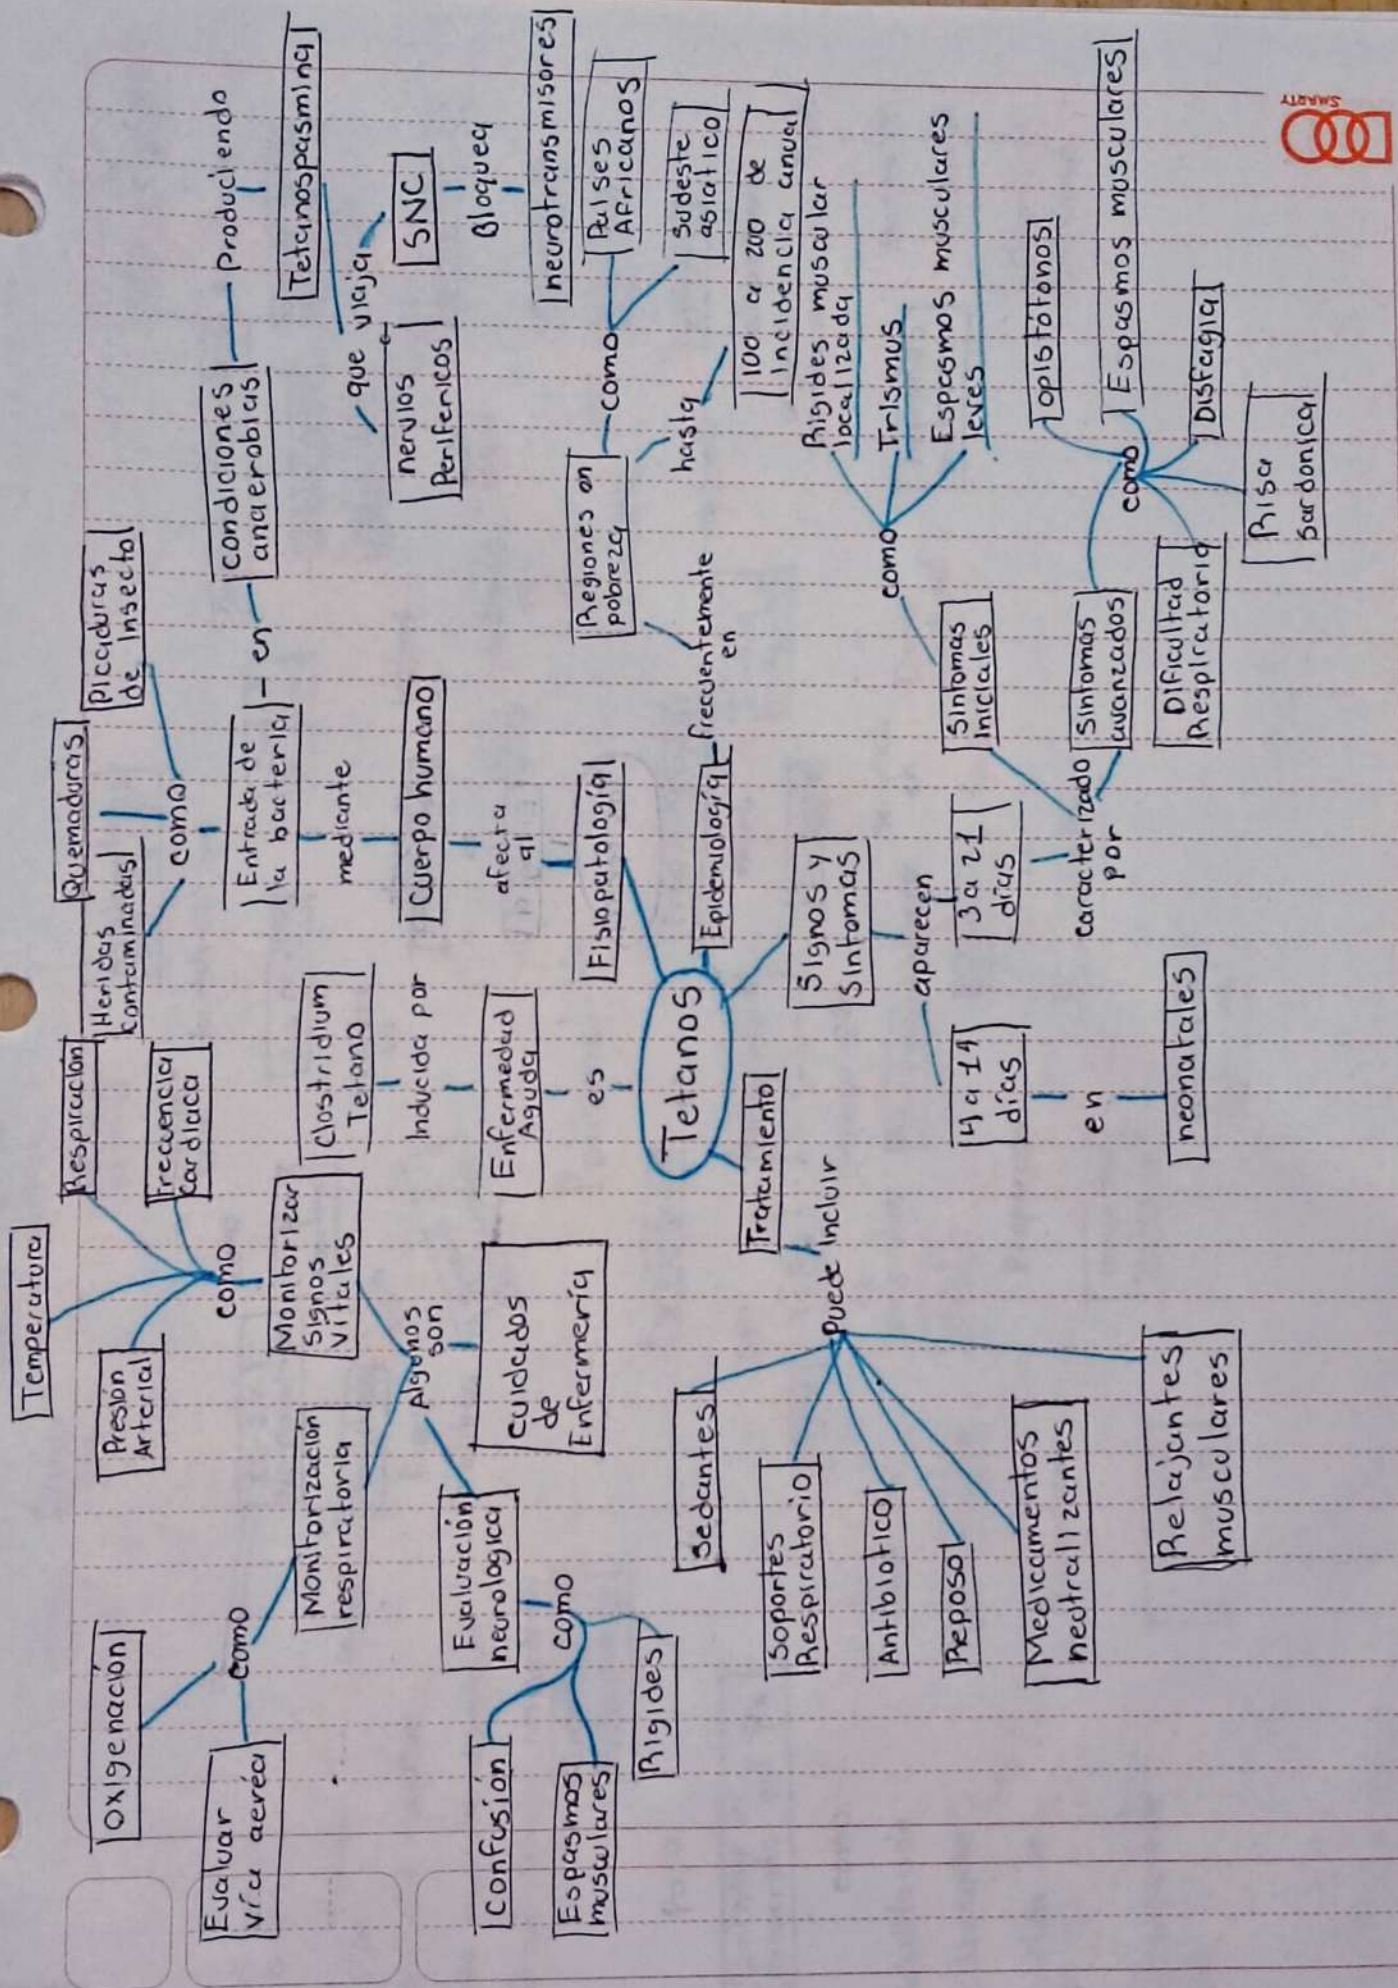 Temperatura
Respiración
Presión
Arterial
Frecuencia
cardiaca
como
Monitorizar
Signos
Vitales
Oxigenación
como
Evaluar
vía aeréa
Monitorización
respiratoria
Algunos
son
Cuidados
de
Enfermería
Evaluación
neurologica
como
Confusión
Espasmos
musculares
Rigides
Quemaduras
Heridas
Contaminadas
Picaduras
de Insecto
como
Entrada de
la bacteria
en
condiciones
anaerobias
Produciendo
Tetanospasmina
que viaja
nervios
Perifericos
SNC
Bloquea
neurotransmisores
mediante
Cuerpo humano
afecta
al
Fisiopatología
Clostridium
Tetano
Inducida por
Enfermedad
Aguda
es
Tetanos
Epidemiología
frecuentemente
en
Regiones en
pobreza
como
Países
Africanos
Sudeste
asiatico
hasta
100 a 200 de
Incidencia anual
Signos y
Sintomas
aparecen
4 a 14
días
en
neonatales
3 a 21
días
caracterizado
por
Sintomas
Iniciales
como
Rigides muscular
localizada
Trismus
Espasmos musculares
leves
Sintomas
avanzados
como
opistótonos
Espasmos musculares
Disfagia
Risa
Sardonica
Dificultad
Respiratoria
Tratamiento
Puede Incluir
Sedantes
Soportes
Respiratorio
Antibiotico
Reposo
Medicamentos
neutralizantes
Relajantes
musculares
SMARTY